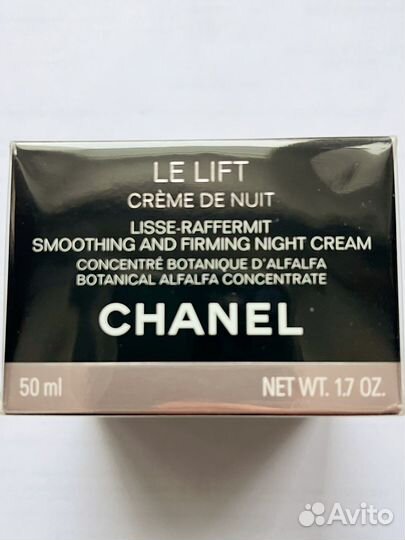 LE LIFT
CRÈME DE NUIT
LISSE-RAFFERMIT
SMOOTHING AND FIRMING NIGHT CREAM
CONCENTRÉ BOTANIQUE D'ALFALFA
BOTANICAL ALFALFA CONCENTRATE
CHANEL
50 ml NET WT. 1.7 OZ.
Avito